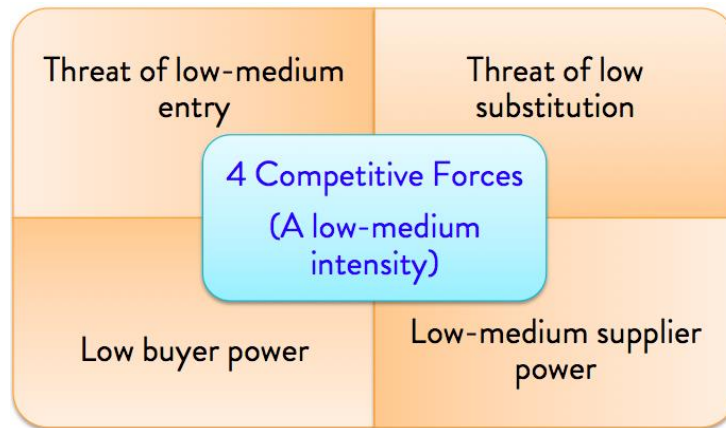 Threat of low-medium
entry
Threat of low
substitution
4 Competitive Forces
(A low-medium
intensity)
Low buyer power
Low-medium supplier
power